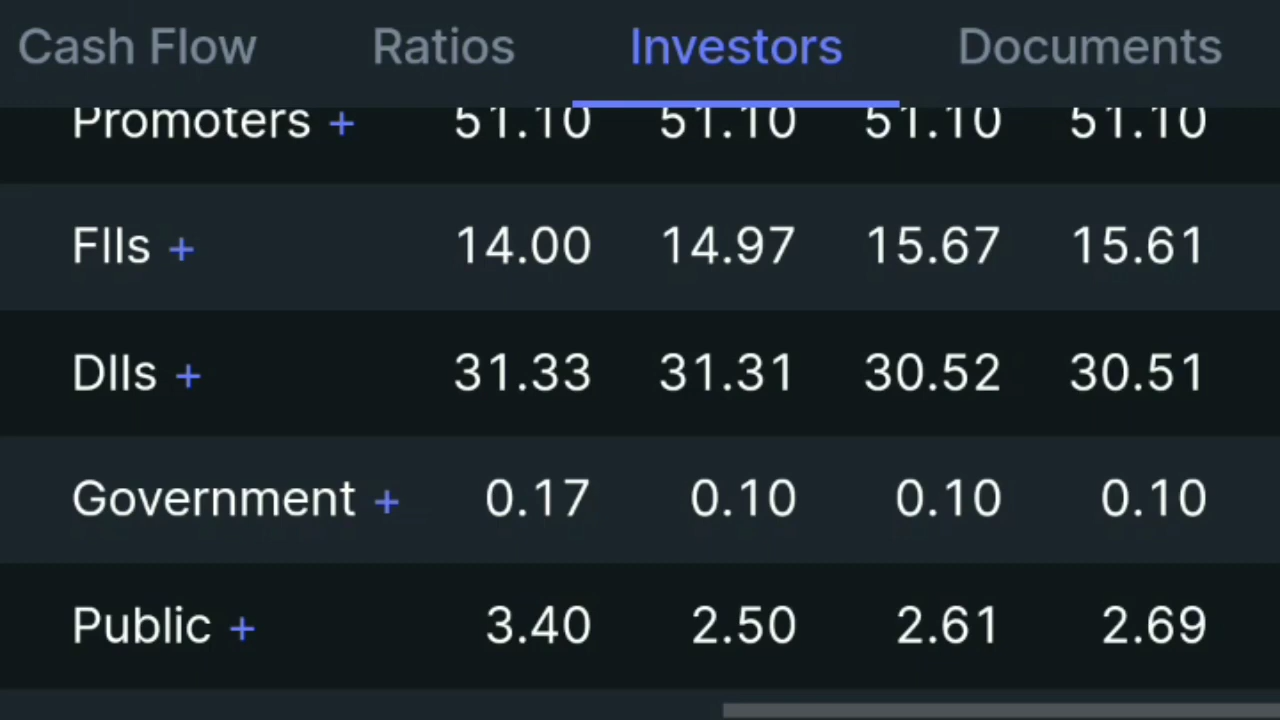 Cash Flow Ratios Investors Documents
Promoters + 51.10 51.10 51.10 51.10
FIIs + 14.00 14.97 15.67 15.61
DIIs + 31.33 31.31 30.52 30.51
Government + 0.17 0.10 0.10 0.10
Public + 3.40 2.50 2.61 2.69